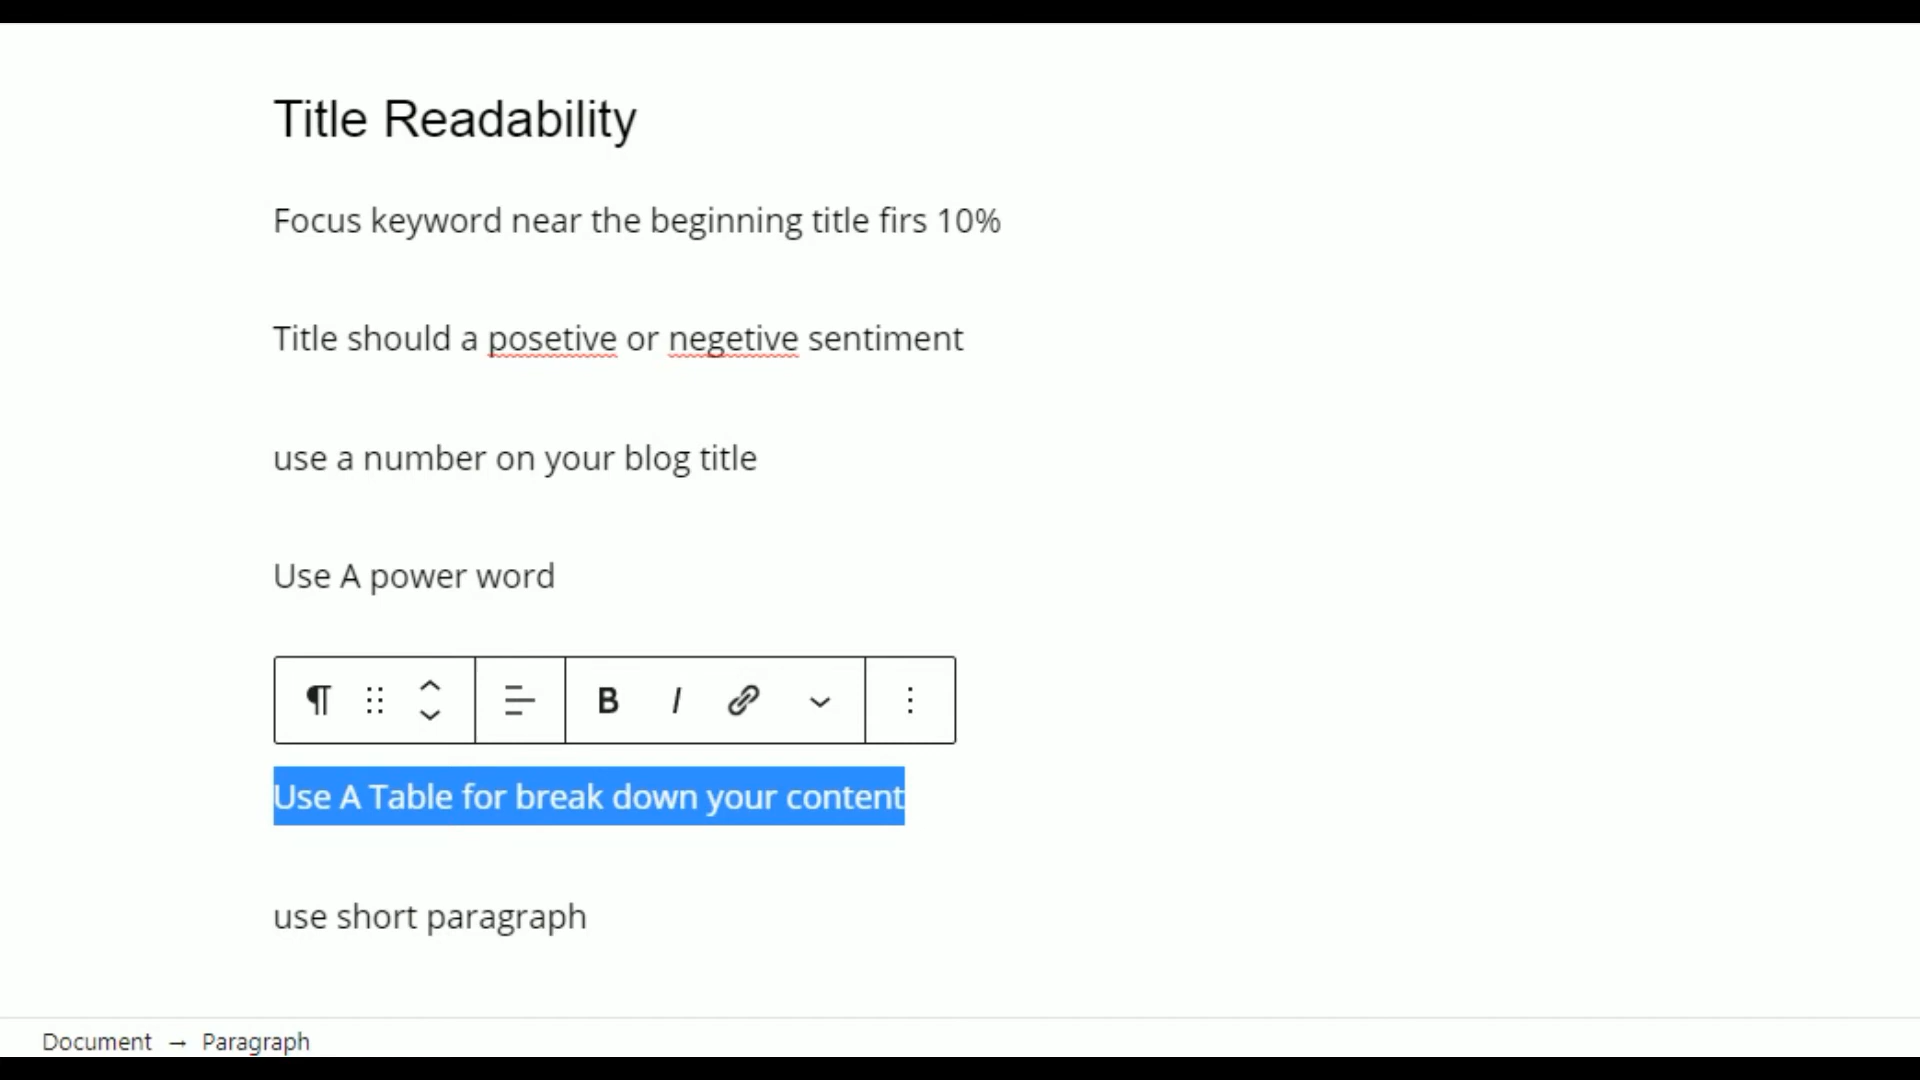 Title Readability
Focus keyword near the beginning title firs 10%
Title should a posetive or negetive sentiment
use a number on your blog title
Use A power word
B I
Use A Table for break down your content
use short paragraph
Document → Paragraph